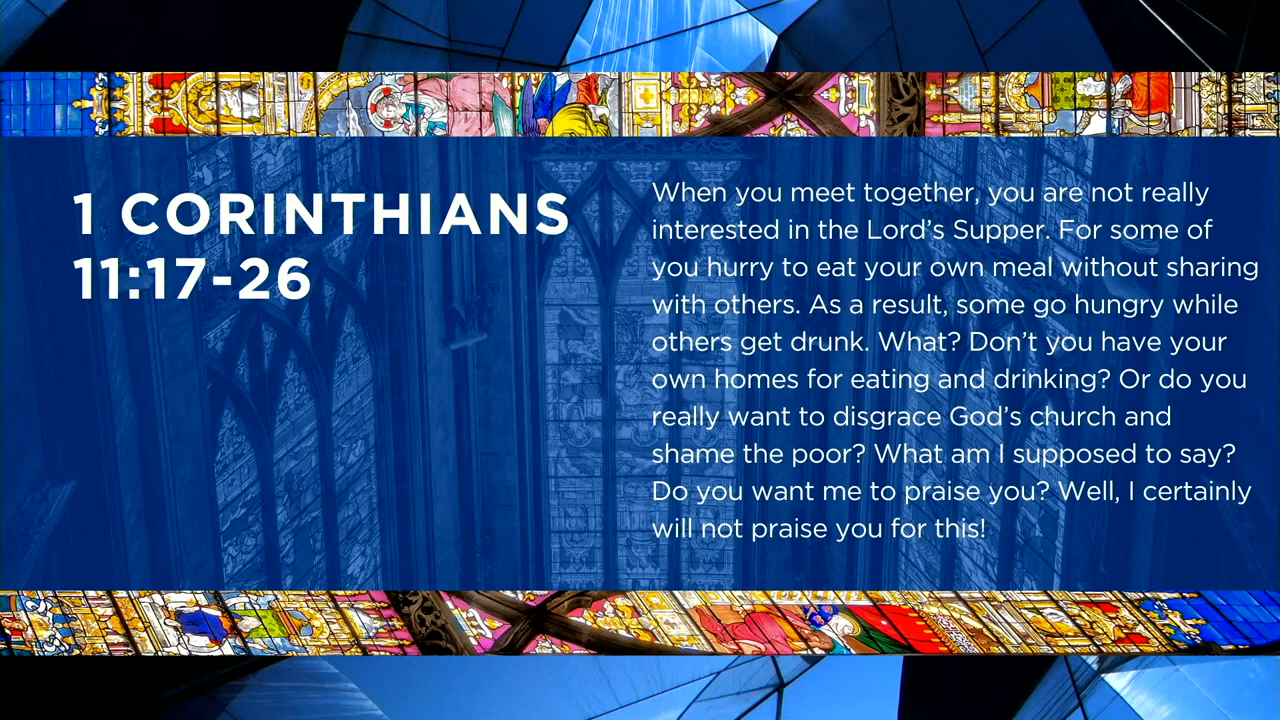 1 CORINTHIANS
11:17-26
When you meet together, you are not really
interested in the Lord’s Supper. For some of
you hurry to eat your own meal without sharing
with others. As a result, some go hungry while
others get drunk. What? Don’t you have your
own homes for eating and drinking? Or do you
really want to disgrace God’s church and
shame the poor? What am I supposed to say?
Do you want me to praise you? Well, I certainly
will not praise you for this!